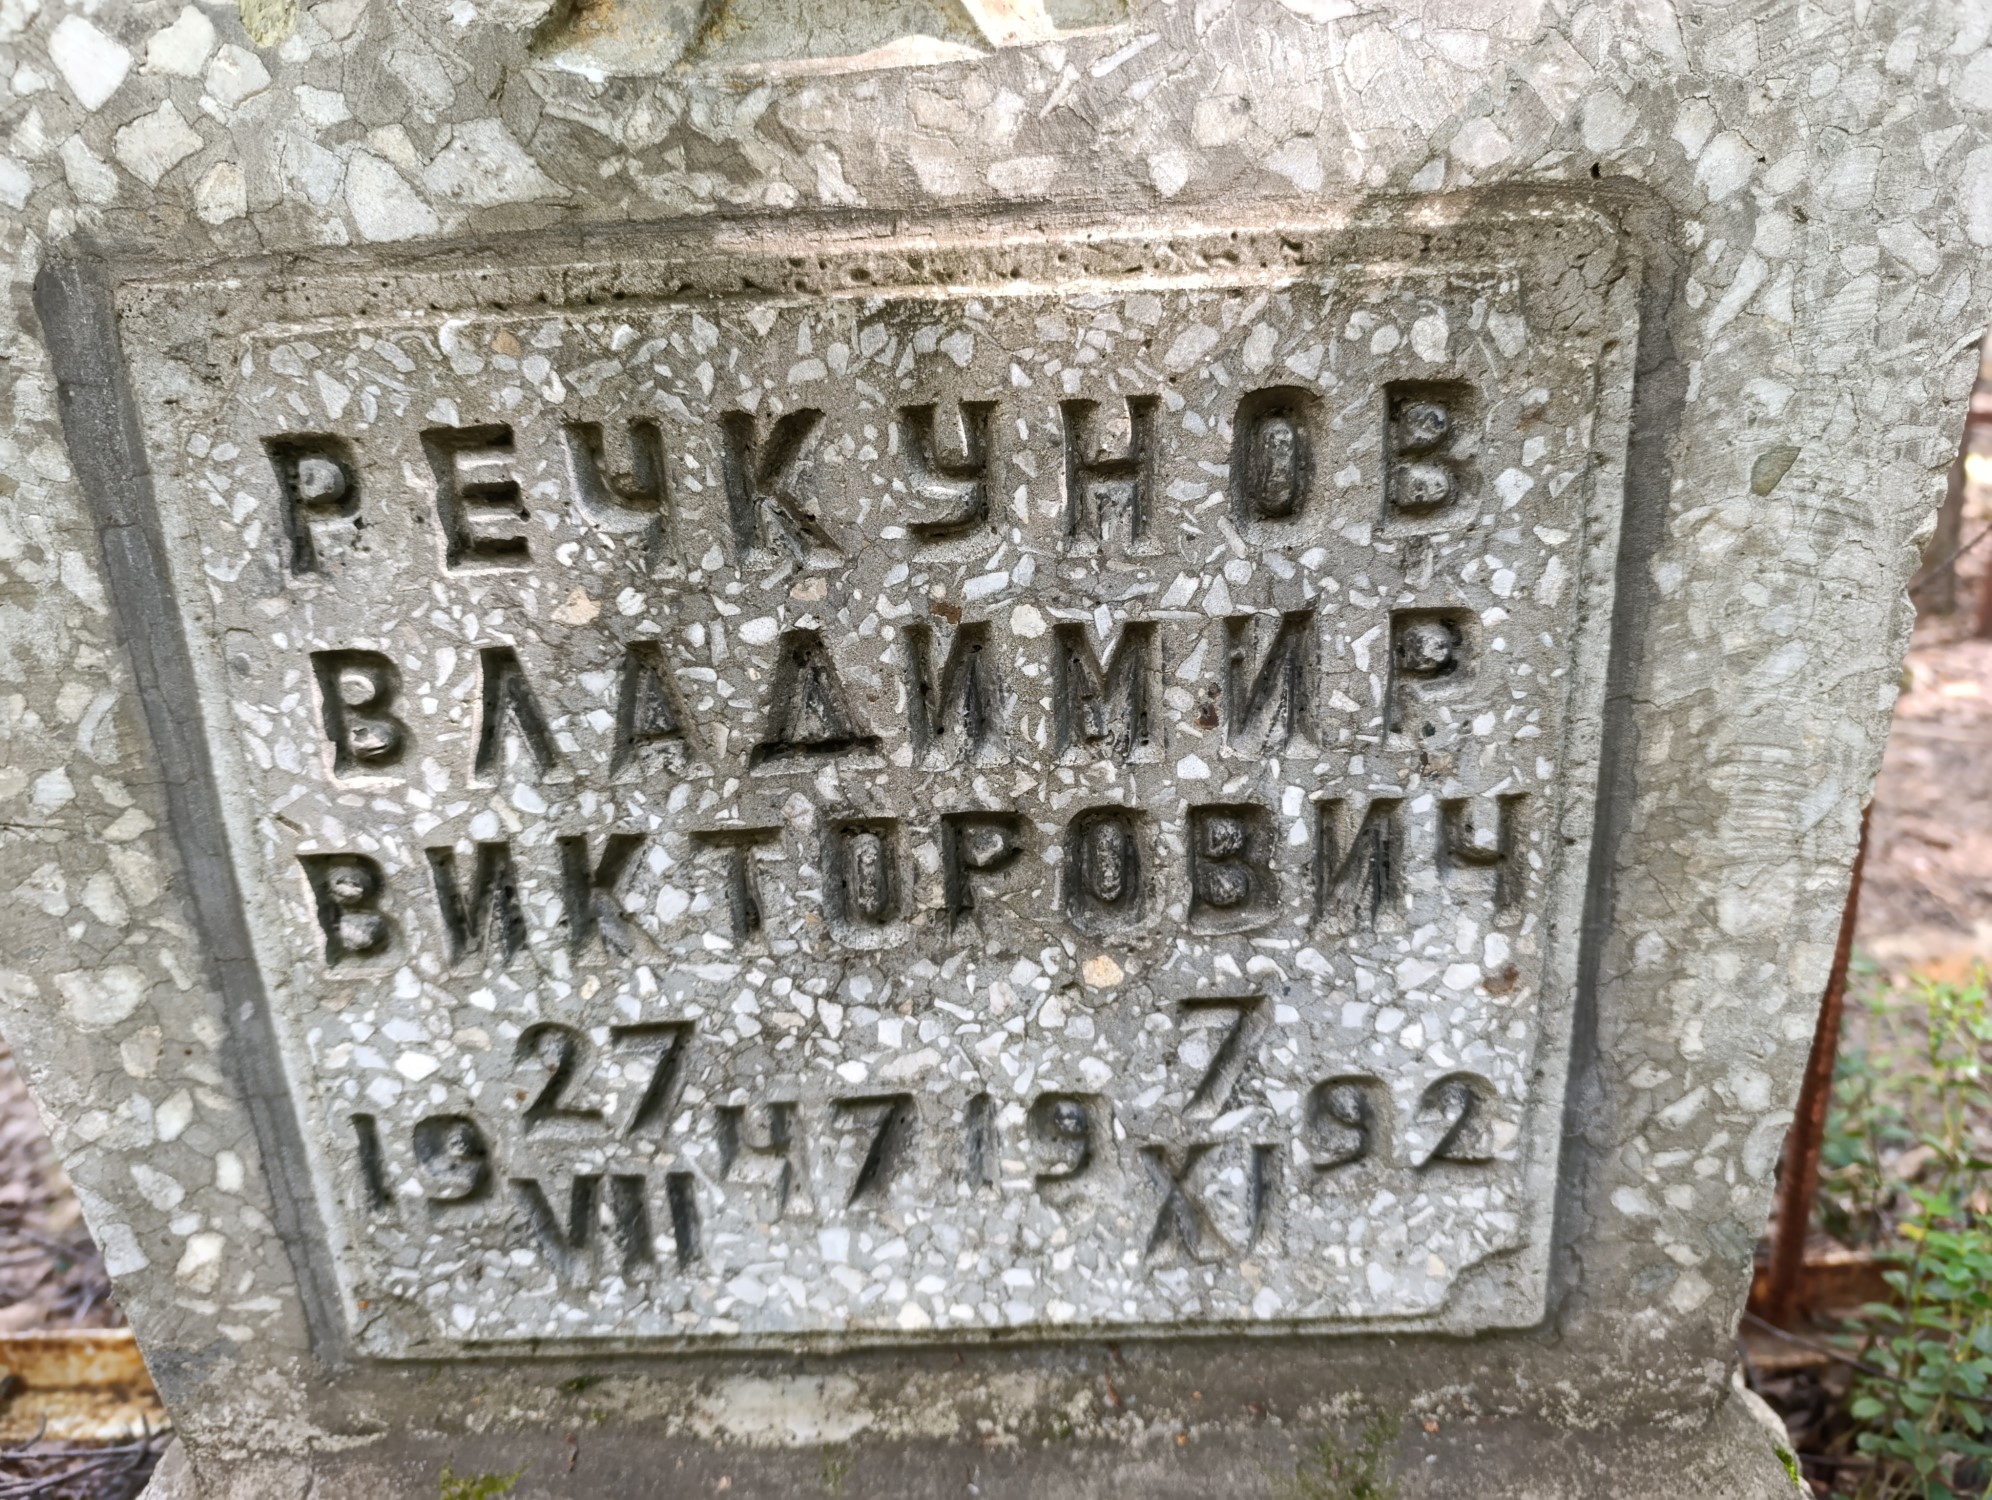 РЕЧКУНОВ
ВЛАДИМИР
ВИКТОРОВИЧ
19 27 VII 47 19 7 XI 92